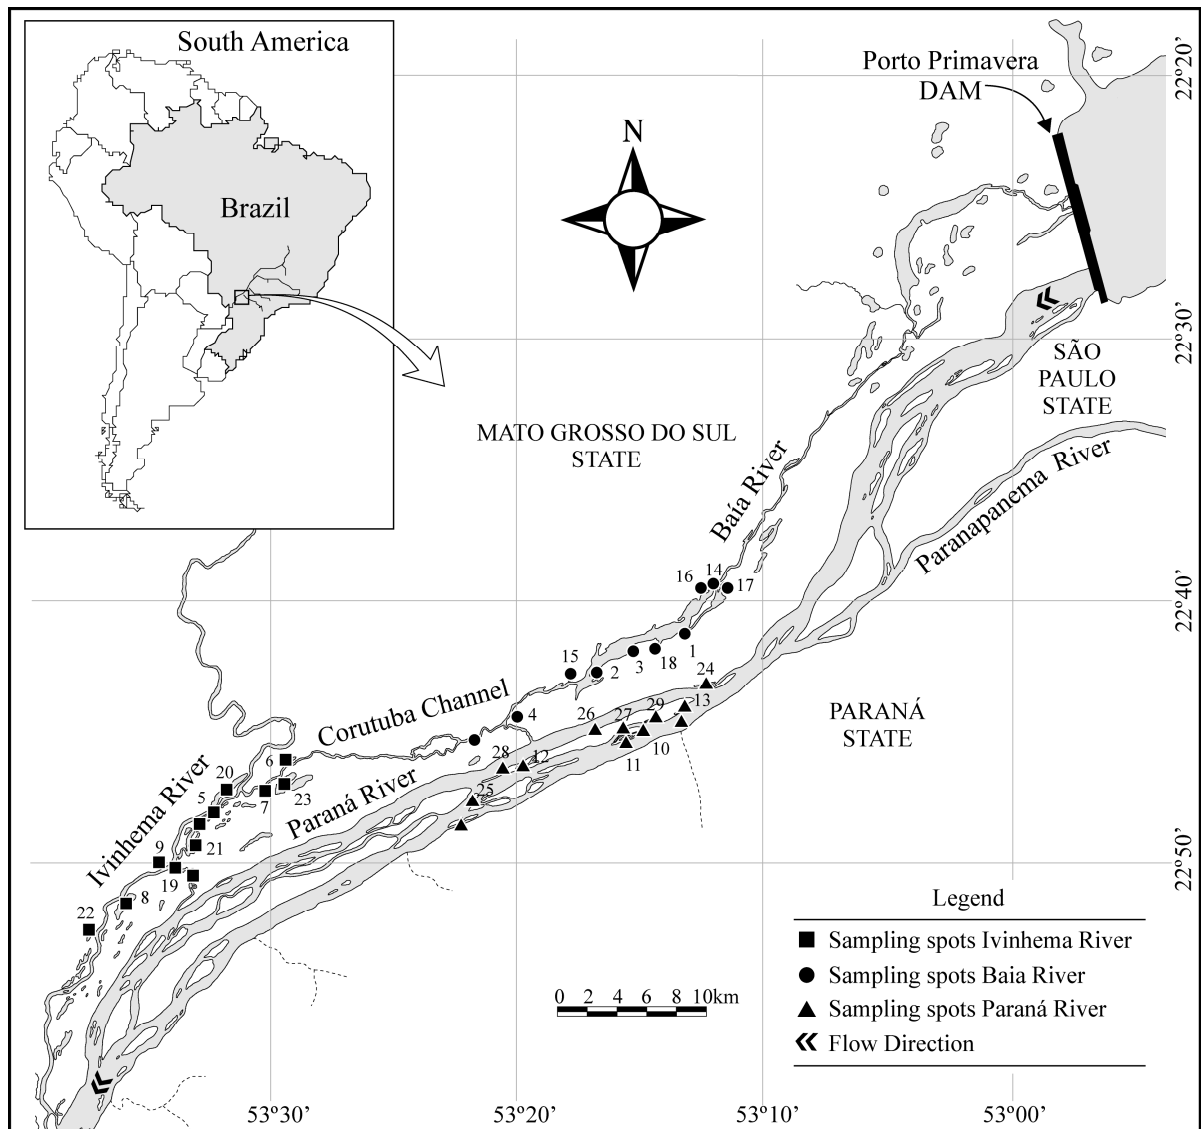 South America
Brazil
Porto Primavera
DAM
N
22°20'
22°30'
22°40'
22°50'
SÃO
PAULO
STATE
MATO GROSSO DO SUL
STATE
Baía River
Paranapanema River
16
14
17
1
18
3
2
15
4
24
13
29
27
26
10
11
12
28
25
PARANÁ
STATE
Corutuba Channel
Paraná River
Ivinhema River
6
20
5
7
23
21
9
19
8
22
Legend
Sampling spots Ivinhema River
Sampling spots Baia River
Sampling spots Paraná River
Flow Direction
0 2 4 6 8 10km
53°30' 53°20' 53°10' 53°00'